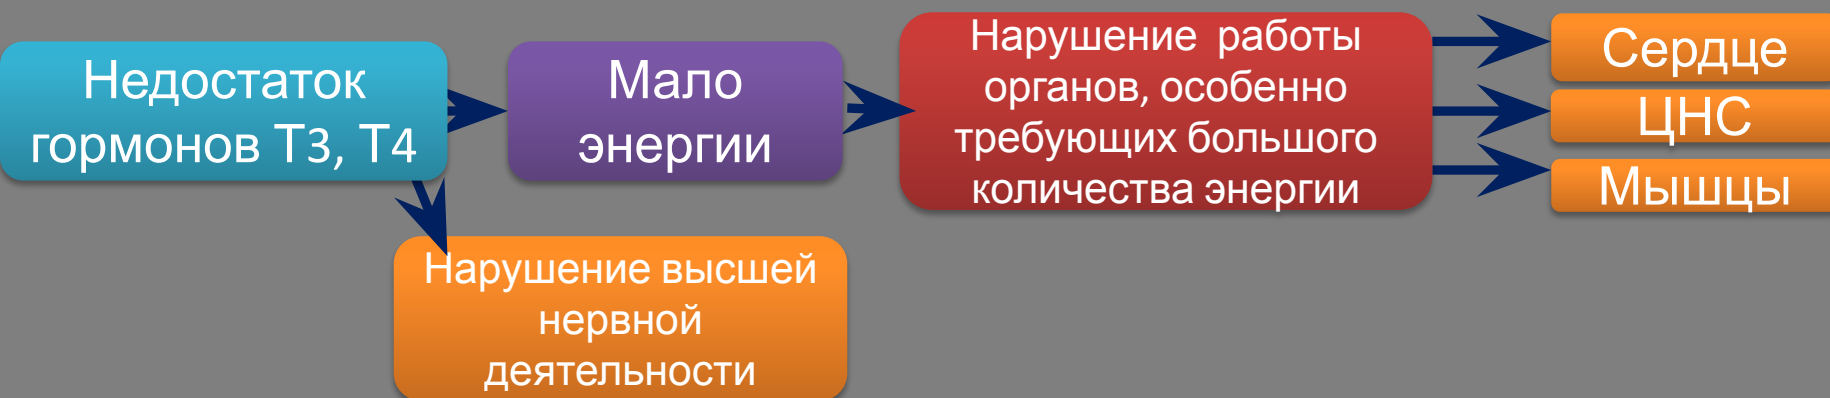 Недостаток
гормонов Т3, Т4
Мало
энергии
Нарушение работы
органов, особенно
требующих большого
количества энергии
Сердце
ЦНС
Мышцы
Нарушение высшей
нервной
деятельности